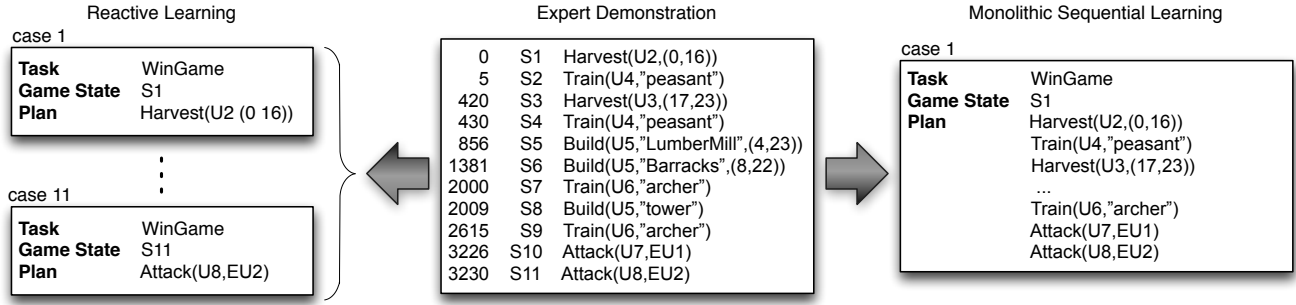 Reactive Learning
case 1
Task WinGame
Game State S1
Plan Harvest(U2 (0 16))
case 11
Task WinGame
Game State S11
Plan Attack(U8,EU2)
Expert Demonstration
0 S1 Harvest(U2,(0,16))
5 S2 Train(U4,"peasant")
420 S3 Harvest(U3,(17,23))
430 S4 Train(U4,"peasant")
856 S5 Build(U5,"LumberMill",(4,23))
1381 S6 Build(U5,"Barracks",(8,22))
2000 S7 Train(U6,"archer")
2009 S8 Build(U5,"tower")
2615 S9 Train(U6,"archer")
3226 S10 Attack(U7,EU1)
3230 S11 Attack(U8,EU2)
Monolithic Sequential Learning
case 1
Task WinGame
Game State S1
Plan Harvest(U2,(0,16))
Train(U4,"peasant")
Harvest(U3,(17,23))
...
Train(U6,"archer")
Attack(U7,EU1)
Attack(U8,EU2)